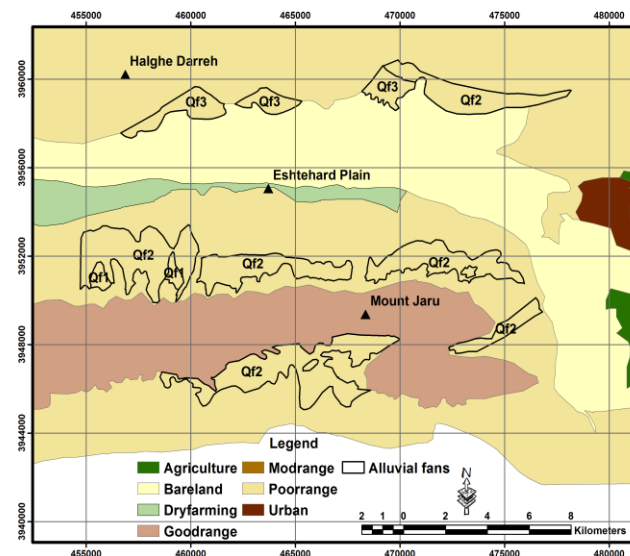 455000 460000 465000 470000 475000 480000
3960000
Halghe Darreh
Qf3
Qf3
Qf3
Qf2
3956000
Eshtehard Plain
3952000
Qf2
Qf1
Qf1
Qf2
Qf2
Mount Jaru
3948000
Qf2
Qf2
3944000
Legend
Agriculture Modrange Alluvial fans
Bareland Poorrange
Dryfarming Urban
Goodrange
N
2 1 0 2 4 6 8
Kilometers
3940000
455000 460000 465000 470000 475000 480000